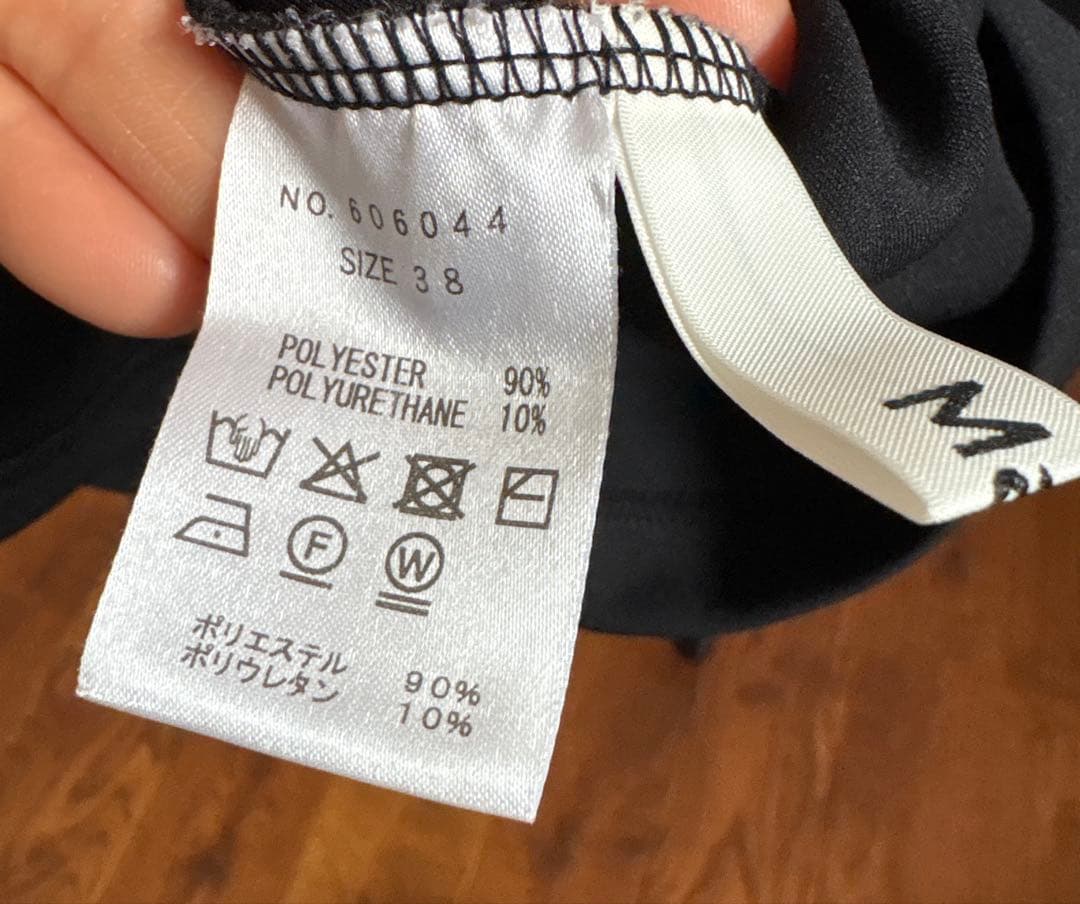 NO. 606044
SIZE 38
POLYESTER 90%
POLYURETHANE 10%
F
W
ポリエステル 90%
ポリウレタン 10%
M